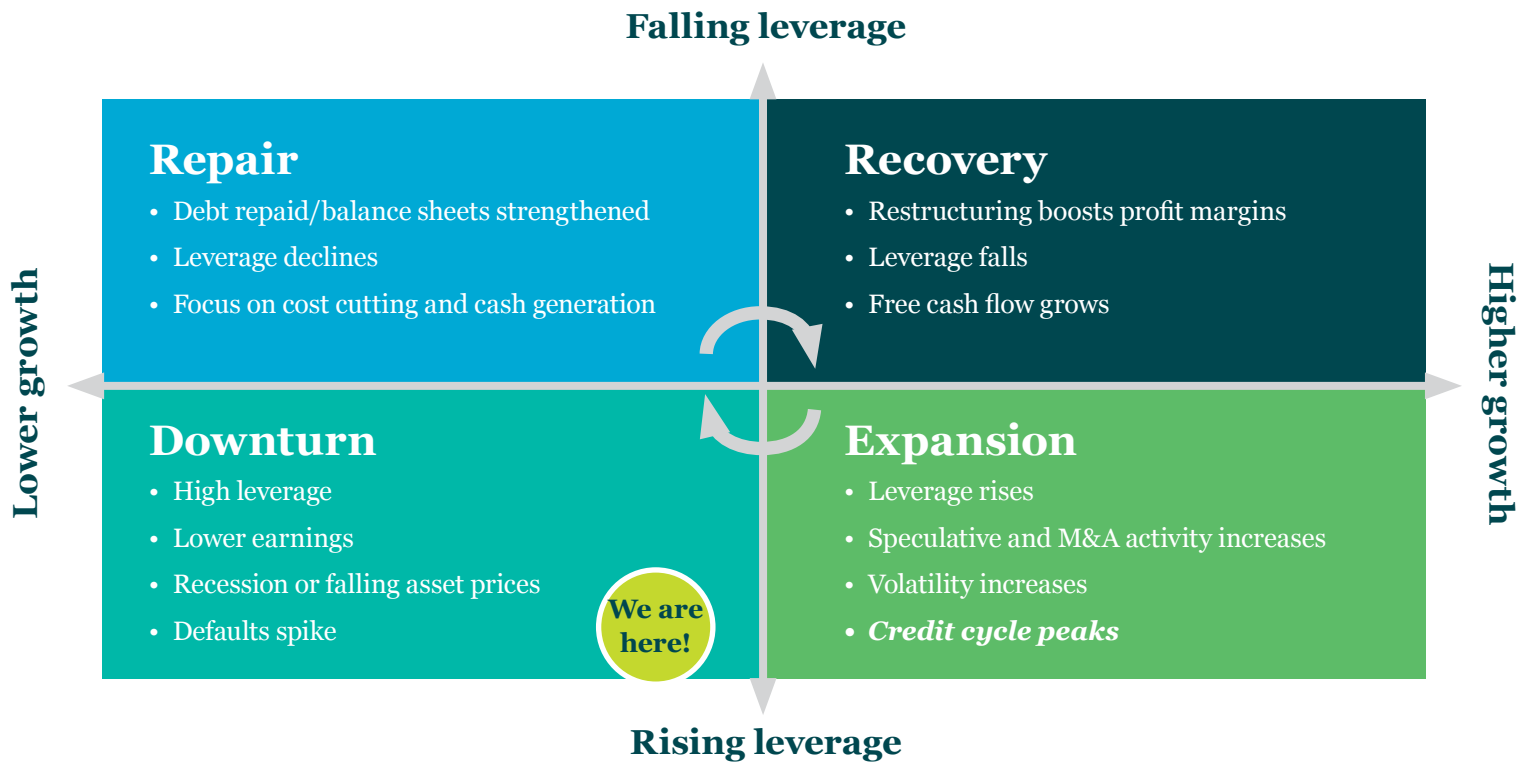 Falling leverage
Repair
• Debt repaid/balance sheets strengthened
• Leverage declines
• Focus on cost cutting and cash generation
Recovery
• Restructuring boosts profit margins
• Leverage falls
• Free cash flow grows
Lower growth
Higher growth
Downturn
• High leverage
• Lower earnings
• Recession or falling asset prices
• Defaults spike
We are
here!
Expansion
• Leverage rises
• Speculative and M&A activity increases
• Volatility increases
• Credit cycle peaks
Rising leverage